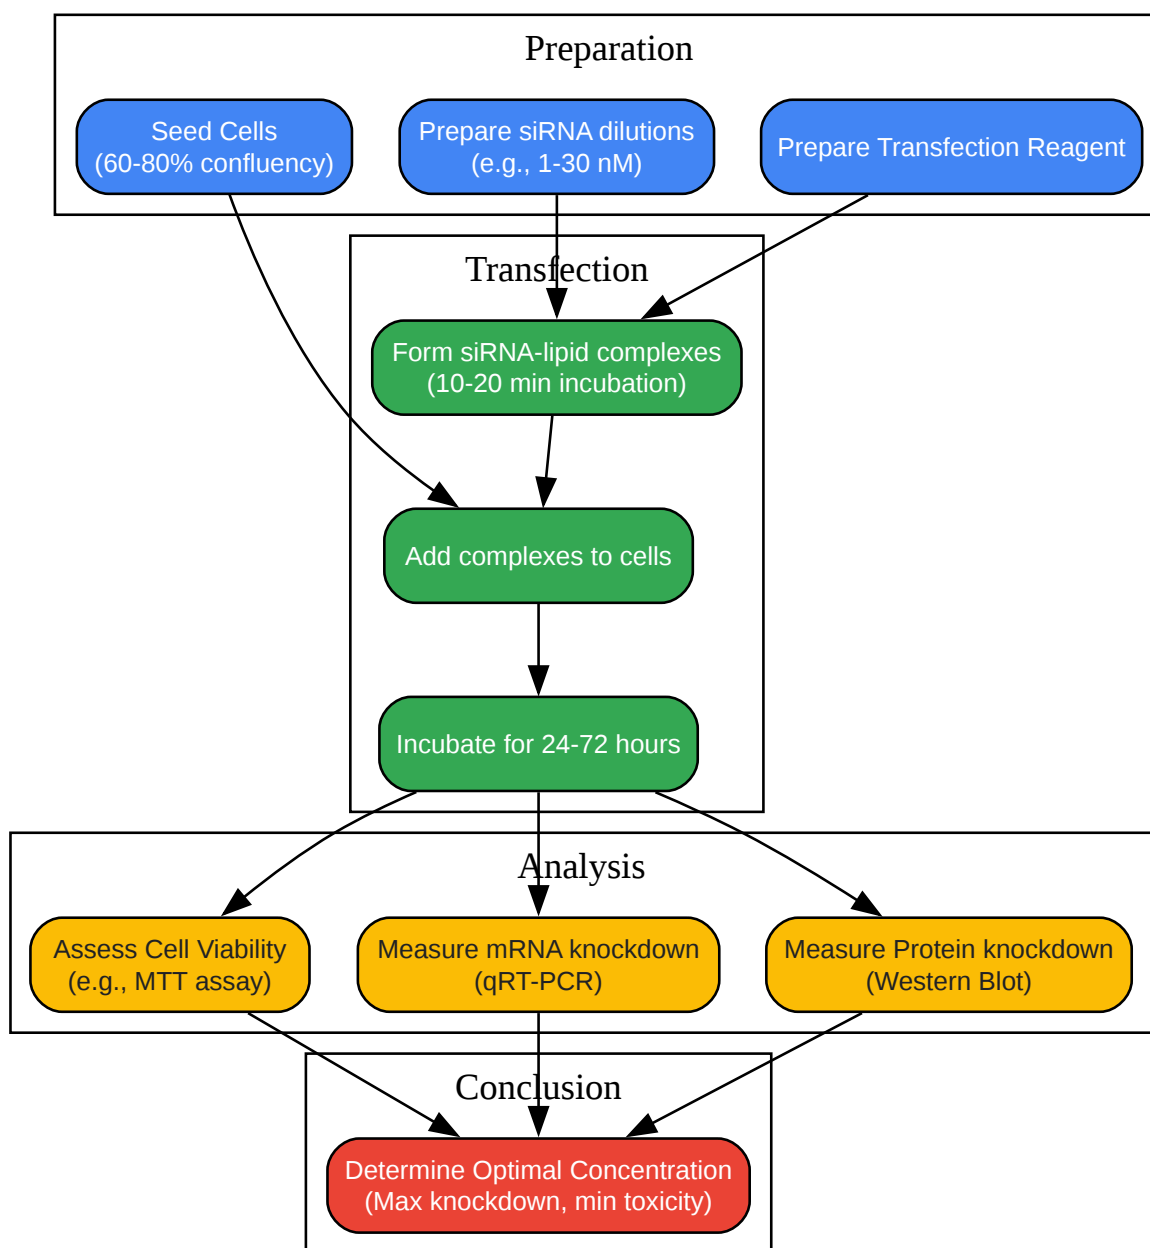 Preparation
Seed Cells
(60-80% confluency)
Prepare siRNA dilutions
(e.g., 1-30 nM)
Prepare Transfection Reagent
Transfection
Form siRNA-lipid complexes
(10-20 min incubation)
Add complexes to cells
Incubate for 24-72 hours
Analysis
Assess Cell Viability
(e.g., MTT assay)
Measure mRNA knockdown
(qRT-PCR)
Measure Protein knockdown
(Western Blot)
Conclusion
Determine Optimal Concentration
(Max knockdown, min toxicity)